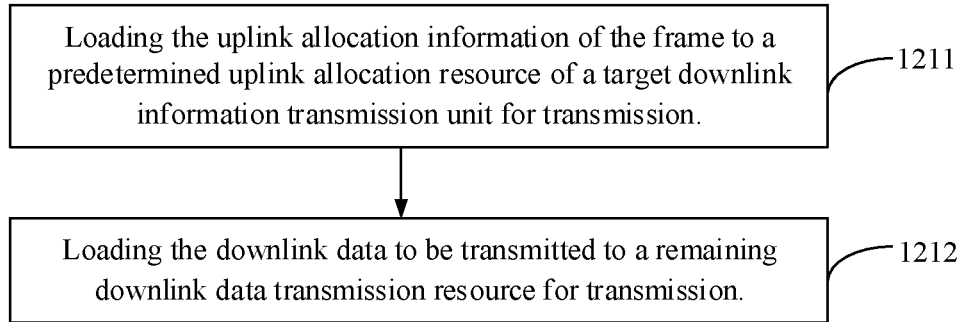 Loading the uplink allocation information of the frame to a
predetermined uplink allocation resource of a target downlink
information transmission unit for transmission.
1211
Loading the downlink data to be transmitted to a remaining
downlink data transmission resource for transmission.
1212